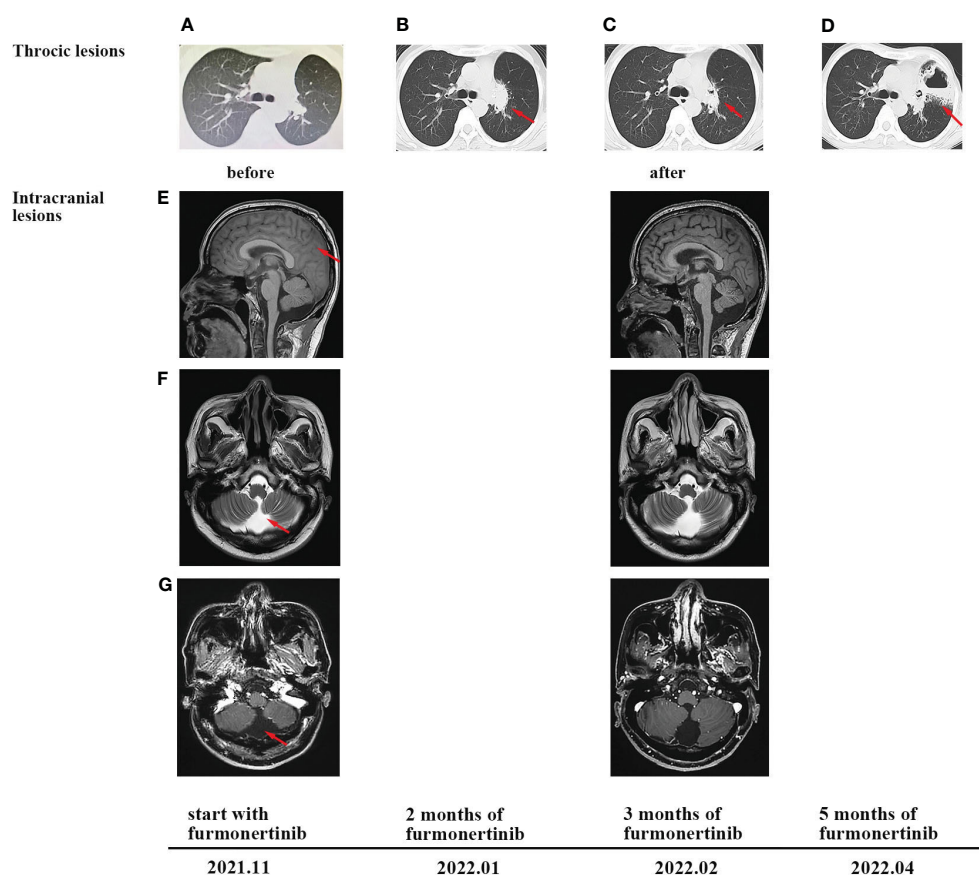 A B C D
Throcic lesions
before after
Intracranial
lesions
E
F
G
start with
furmonertinib
2 months of
furmonertinib
3 months of
furmonertinib
5 months of
furmonertinib
2021.11 2022.01 2022.02 2022.04